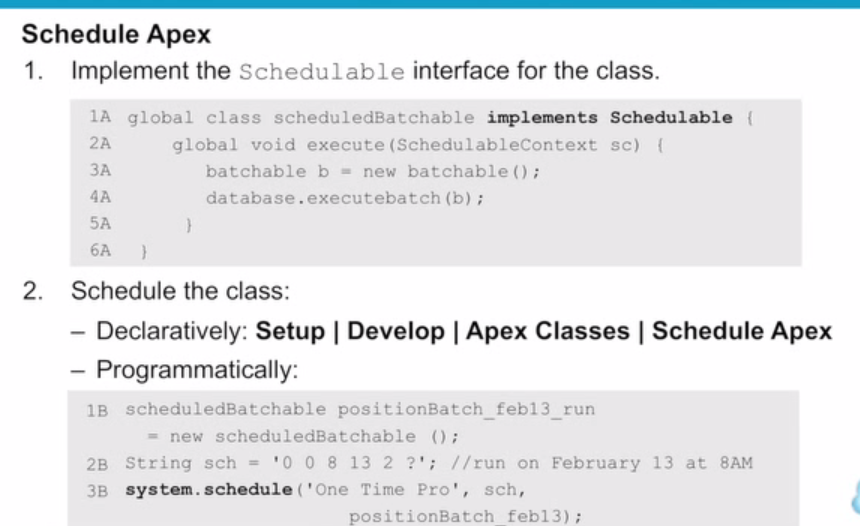 Schedule Apex
1. Implement the Schedulable interface for the class.
1A global class scheduledBatchable implements Schedulable {
2A global void execute(SchedulableContext sc) {
3A batchable b = new batchable();
4A database.executebatch(b);
5A }
6A }
2. Schedule the class:
– Declaratively: Setup | Develop | Apex Classes | Schedule Apex
– Programmatically:
1B scheduledBatchable positionBatch_feb13_run
= new scheduledBatchable ();
2B String sch = '0 0 8 13 2 ?'; //run on February 13 at 8AM
3B system.schedule('One Time Pro', sch,
positionBatch_feb13);